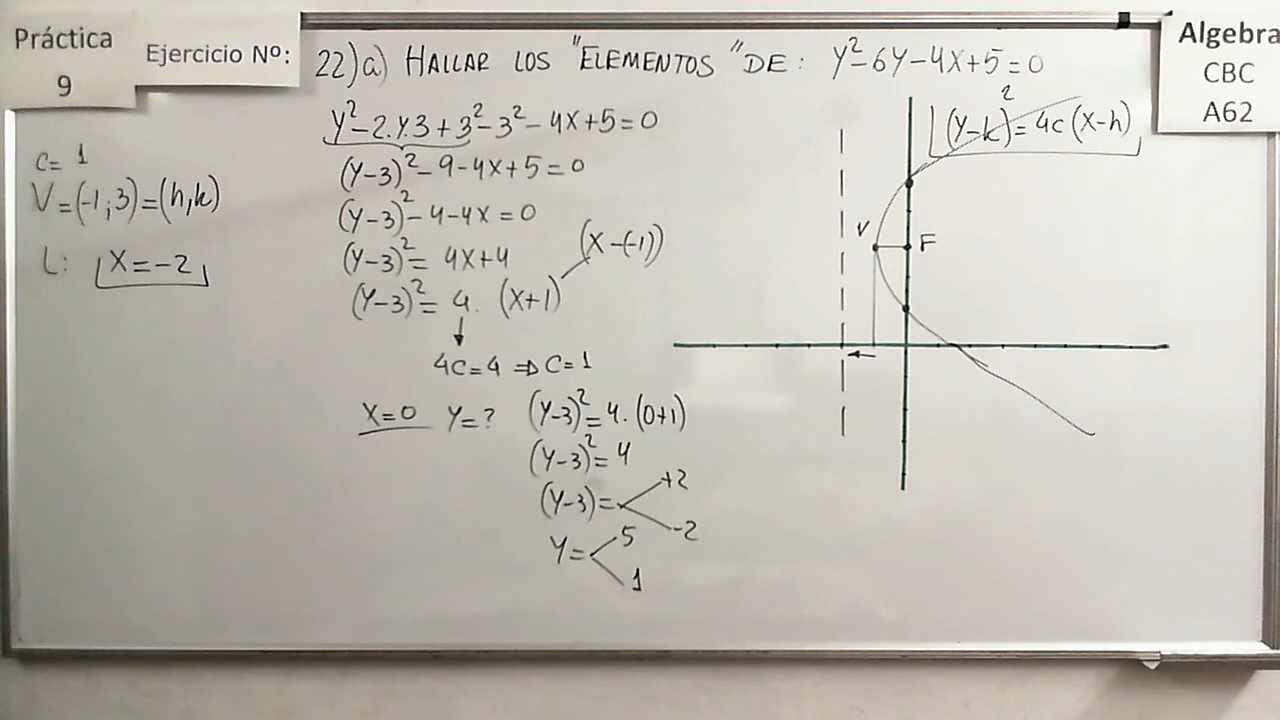 Práctica
9
Ejercicio Nº:
22)a) HALLAR LOS "ELEMENTOS" DE: Y²-6Y-4X+5=0
Algebra
CBC
A62
C= 1
V=(-1;3)=(h,k)
L: X=-2
Y²-2.Y.3+3²-3²-4X+5=0
(Y-3)²-9-4X+5=0
(Y-3)²-4-4X=0
(Y-3)²= 4X+4
(X-(-1))
(Y-3)²= 4. (X+1)
4C=4 ⇒ C=1
X=0 Y=? (Y-3)²=4.(0+1)
(Y-3)²=4
(Y-3)= +2
-2
Y= 5
1
(Y-k)²=4c(X-h)
V
F